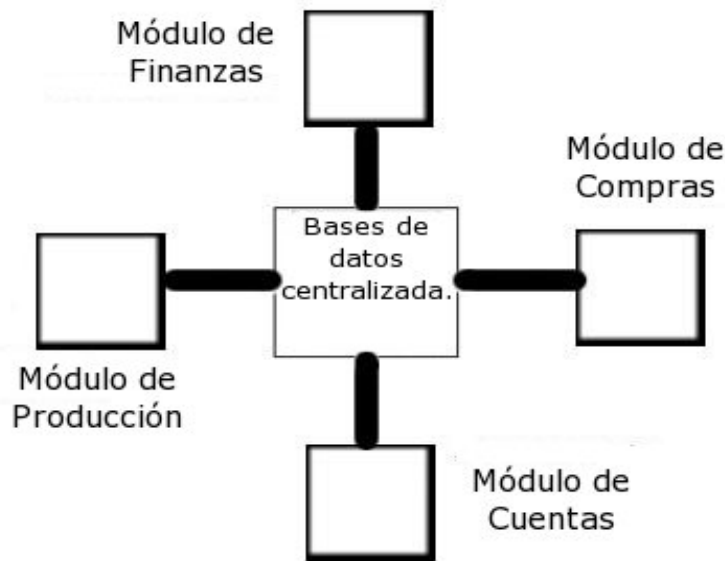 Módulo de
Finanzas
Módulo de
Compras
Bases de
datos
centralizada.
Módulo de
Producción
Módulo de
Cuentas